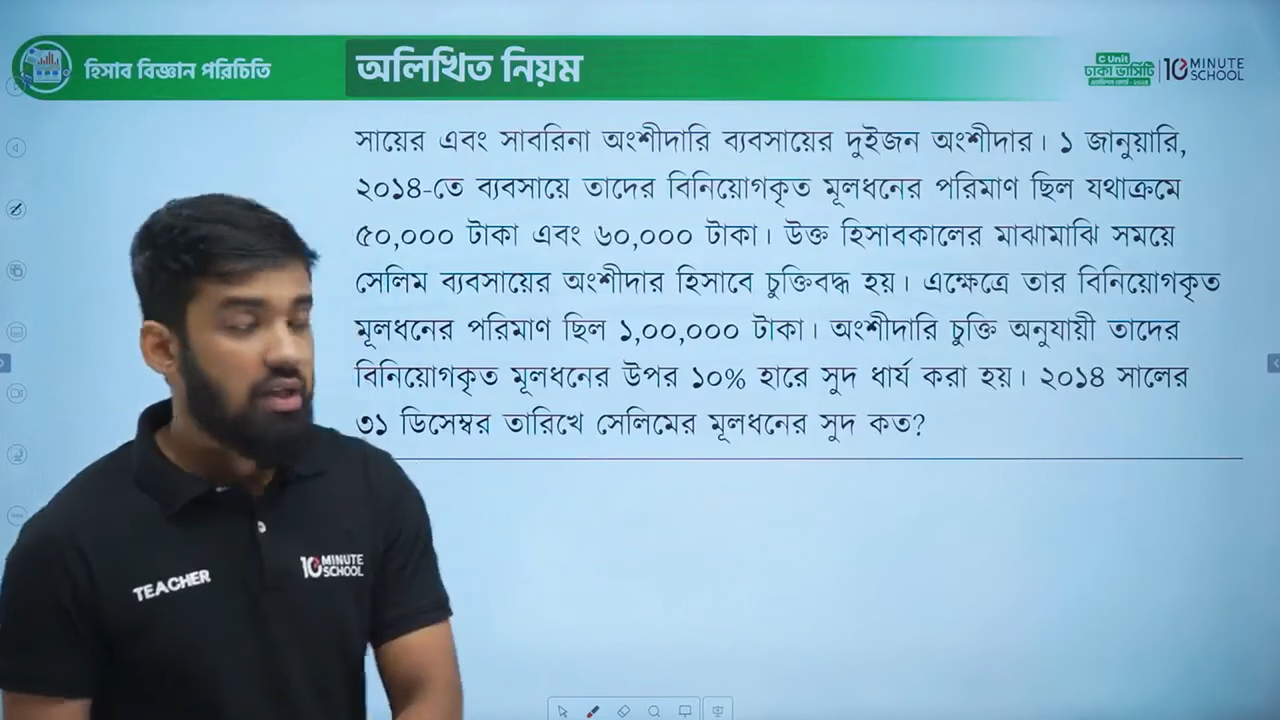 হিসাব বিজ্ঞান পরিচিতি
অলিখিত নিয়ম
C Unit
ঢাকা ভার্সিটি
10 MINUTE SCHOOL
সায়ের এবং সাবরিনা অংশীদারি ব্যবসায়ের দুইজন অংশীদার। ১ জানুয়ারি,
২০১৪-তে ব্যবসায়ে তাদের বিনিয়োগকৃত মূলধনের পরিমাণ ছিল যথাক্রমে
৫০,০০০ টাকা এবং ৬০,০০০ টাকা। উক্ত হিসাবকালের মাঝামাঝি সময়ে
সেলিম ব্যবসায়ের অংশীদার হিসাবে চুক্তিবদ্ধ হয়। এক্ষেত্রে তার বিনিয়োগকৃত
মূলধনের পরিমাণ ছিল ১,০০,০০০ টাকা। অংশীদারি চুক্তি অনুযায়ী তাদের
বিনিয়োগকৃত মূলধনের উপর ১০% হারে সুদ ধার্য করা হয়। ২০১৪ সালের
৩১ ডিসেম্বর তারিখে সেলিমের মূলধনের সুদ কত?
TEACHER
10 MINUTE SCHOOL